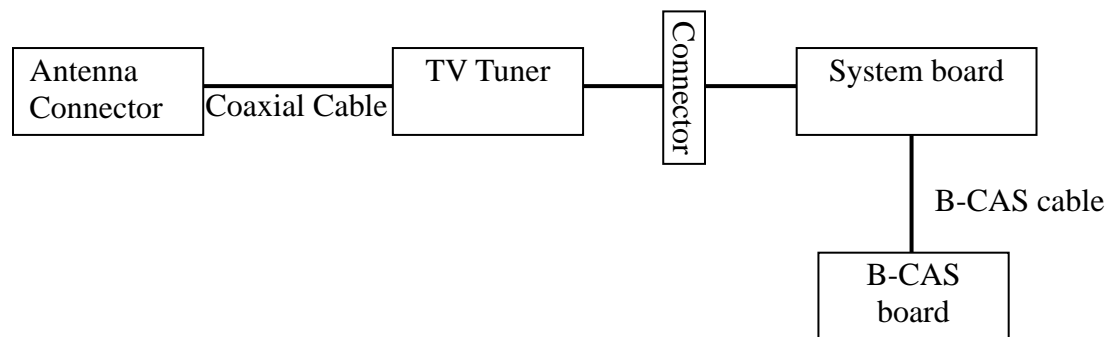 Antenna
Connector
Coaxial Cable
TV Tuner
Connector
System board
B-CAS cable
B-CAS
board